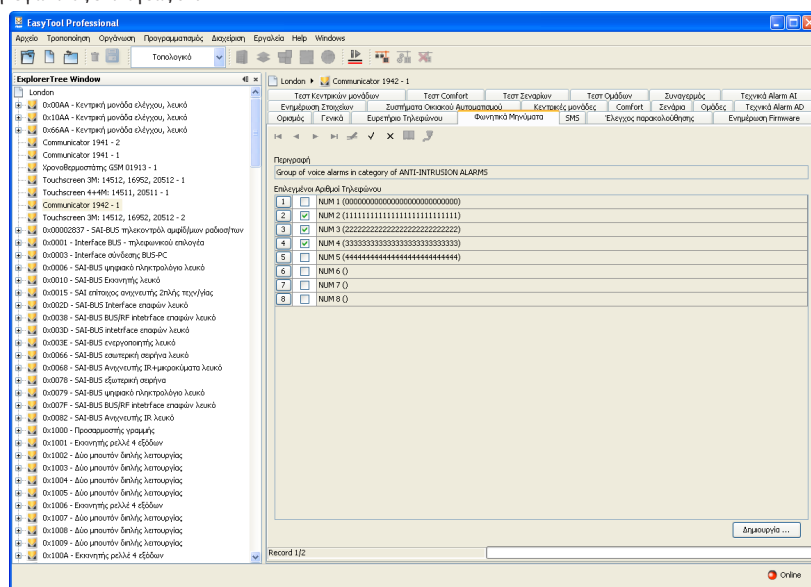 EasyTool Professional
Αρχείο Τροποποίηση Οργάνωση Προγραμματισμός Διαχείριση Εργαλεία Help Windows
Τοπολογικό
ExplorerTree Window
London
0x00AA - Κεντρική μονάδα ελέγχου, λευκό
0x10AA - Κεντρική μονάδα ελέγχου, λευκό
0x66AA - Κεντρική μονάδα ελέγχου, λευκό
Communicator 1941 - 2
Communicator 1941 - 1
Χρονοθερμοστάτης GSM 01913 - 1
Touchscreen 3M: 14512, 16952, 20512 - 1
Touchscreen 4+4M: 14511, 20511 - 1
Communicator 1942 - 1
Touchscreen 3M: 14512, 16952, 20512 - 2
0x00002837 - SAI-BUS τηλεκοντρόλ αμφίδ/μων ραδιοσ/των
0x0001 - Interface BUS - τηλεφωνικού επιλογέα
0x0003 - Interface σύνδεσης BUS-PC
0x0006 - SAI-BUS ψηφιακό πληκτρολόγιο λευκό
0x0010 - SAI-BUS Εκκινητής λευκό
0x0015 - SAI επίτοιχος ανιχνευτής 2πλής τεχν/γίας
0x002D - SAI-BUS Interface επαφών λευκό
0x0038 - SAI-BUS BUS/RF intetrface επαφών λευκό
0x003D - SAI-BUS intetrface επαφών λευκό
0x003E - SAI-BUS ενεργοποιητής λευκό
0x0066 - SAI-BUS εσωτερική σειρήνα λευκό
0x0068 - SAI-BUS Ανιχνευτής IR+μικροκύματα λευκό
0x0078 - SAI-BUS εξωτερική σειρήνα
0x0079 - SAI-BUS ψηφιακό πληκτρολόγιο λευκό
0x007F - SAI-BUS BUS/RF intetrface επαφών λευκό
0x0082 - SAI-BUS Ανιχνευτής IR λευκό
0x1000 - Προσαρμοστής γραμμής
0x1001 - Εκκινητής ρελλέ 4 εξόδων
0x1002 - Δύο μπουτόν διπλής λειτουργίας
0x1003 - Δύο μπουτόν διπλής λειτουργίας
0x1004 - Δύο μπουτόν διπλής λειτουργίας
0x1005 - Δύο μπουτόν διπλής λειτουργίας
0x1006 - Εκκινητής ρελλέ 4 εξόδων
0x1007 - Δύο μπουτόν διπλής λειτουργίας
0x1008 - Δύο μπουτόν διπλής λειτουργίας
0x1009 - Δύο μπουτόν διπλής λειτουργίας
0x100A - Εκκινητής ρελλέ 4 εξόδων
London Communicator 1942 - 1
Τεστ Κεντρικών μονάδων Τεστ Comfort Τεστ Σεναρίων Τεστ Ομάδων Συναγερμός Τεχνικά Alarm AI
Ενημέρωση Στοιχείων Συστήματα Οικιακού Αυτοματισμού Κεντρικές μονάδες Comfort Σενάρια Ομάδες Τεχνικά Alarm AD
Ορισμός Γενικά Ευρετήριο Τηλεφώνου Φωνητικά Μηνύματα SMS Έλεγχος παρακολούθησης Ενημέρωση Firmware
Περιγραφή
Group of voice alarms in category of ANTI-INTRUSION ALARMS
Επιλεγμένοι Αριθμοί Τηλεφώνου
1 NUM 1 (00000000000000000000000000)
2 NUM 2 (11111111111111111111111111)
3 NUM 3 (22222222222222222222222222)
4 NUM 4 (33333333333333333333333333)
5 NUM 5 (44444444444444444444444444)
6 NUM 6 ()
7 NUM 7 ()
8 NUM 8 ()
Δημιουργία ...
Record 1/2
Online